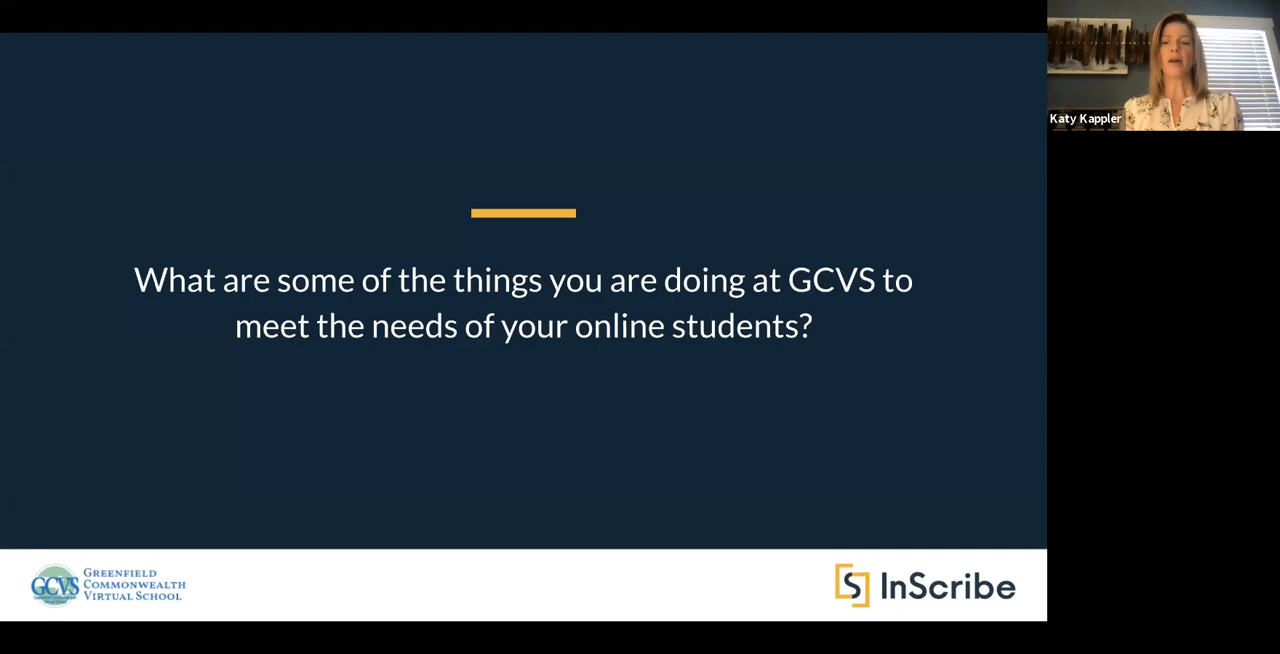 Katy Kappler
What are some of the things you are doing at GCVS to
meet the needs of your online students?
GCVS
GREENFIELD
COMMONWEALTH
VIRTUAL SCHOOL
InScribe